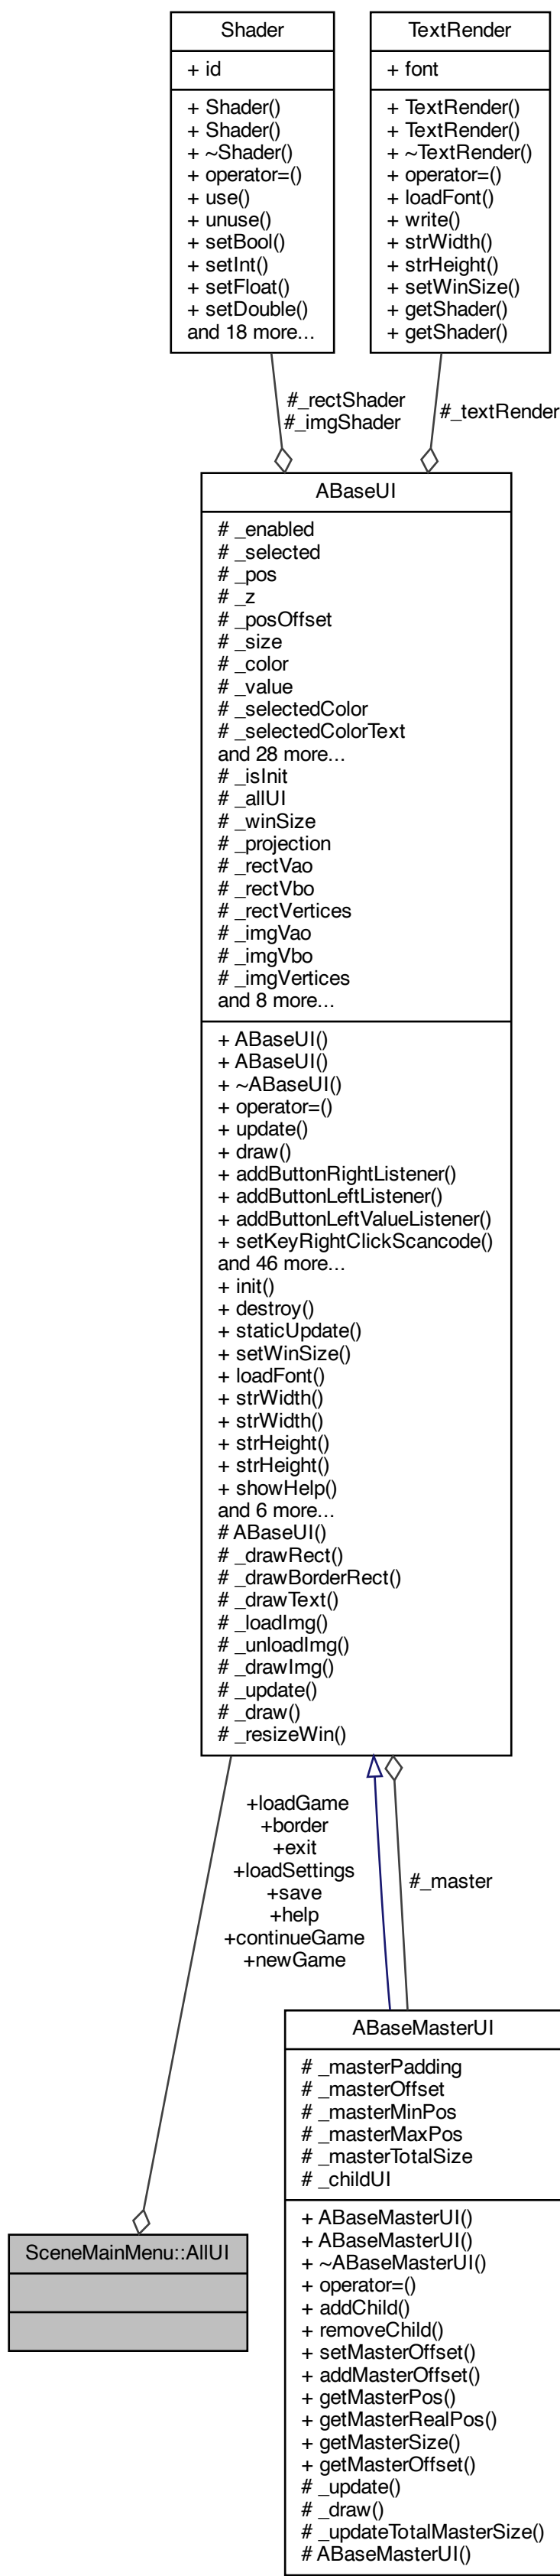 Shader
+ id
+ Shader()
+ Shader()
+ ~Shader()
+ operator=()
+ use()
+ unuse()
+ setBool()
+ setInt()
+ setFloat()
+ setDouble()
and 18 more...
TextRender
+ font
+ TextRender()
+ TextRender()
+ ~TextRender()
+ operator=()
+ loadFont()
+ write()
+ strWidth()
+ strHeight()
+ setWinSize()
+ getShader()
+ getShader()
#_rectShader
#_imgShader
#_textRender
ABaseUI
# _enabled
# _selected
# _pos
# _z
# _posOffset
# _size
# _color
# _value
# _selectedColor
# _selectedColorText
and 28 more...
# _isInit
# _allUI
# _winSize
# _projection
# _rectVao
# _rectVbo
# _rectVertices
# _imgVao
# _imgVbo
# _imgVertices
and 8 more...
+ ABaseUI()
+ ABaseUI()
+ ~ABaseUI()
+ operator=()
+ update()
+ draw()
+ addButtonRightListener()
+ addButtonLeftListener()
+ addButtonLeftValueListener()
+ setKeyRightClickScancode()
and 46 more...
+ init()
+ destroy()
+ staticUpdate()
+ setWinSize()
+ loadFont()
+ strWidth()
+ strWidth()
+ strHeight()
+ strHeight()
+ showHelp()
and 6 more...
# ABaseUI()
# _drawRect()
# _drawBorderRect()
# _drawText()
# _loadImg()
# _unloadImg()
# _drawImg()
# _update()
# _draw()
# _resizeWin()
+loadGame
+border
+exit
+loadSettings
+save
+help
+continueGame
+newGame
#_master
ABaseMasterUI
# _masterPadding
# _masterOffset
# _masterMinPos
# _masterMaxPos
# _masterTotalSize
# _childUI
+ ABaseMasterUI()
+ ABaseMasterUI()
+ ~ABaseMasterUI()
+ operator=()
+ addChild()
+ removeChild()
+ setMasterOffset()
+ addMasterOffset()
+ getMasterPos()
+ getMasterRealPos()
+ getMasterSize()
+ getMasterOffset()
# _update()
# _draw()
# _updateTotalMasterSize()
# ABaseMasterUI()
SceneMainMenu::AllUI